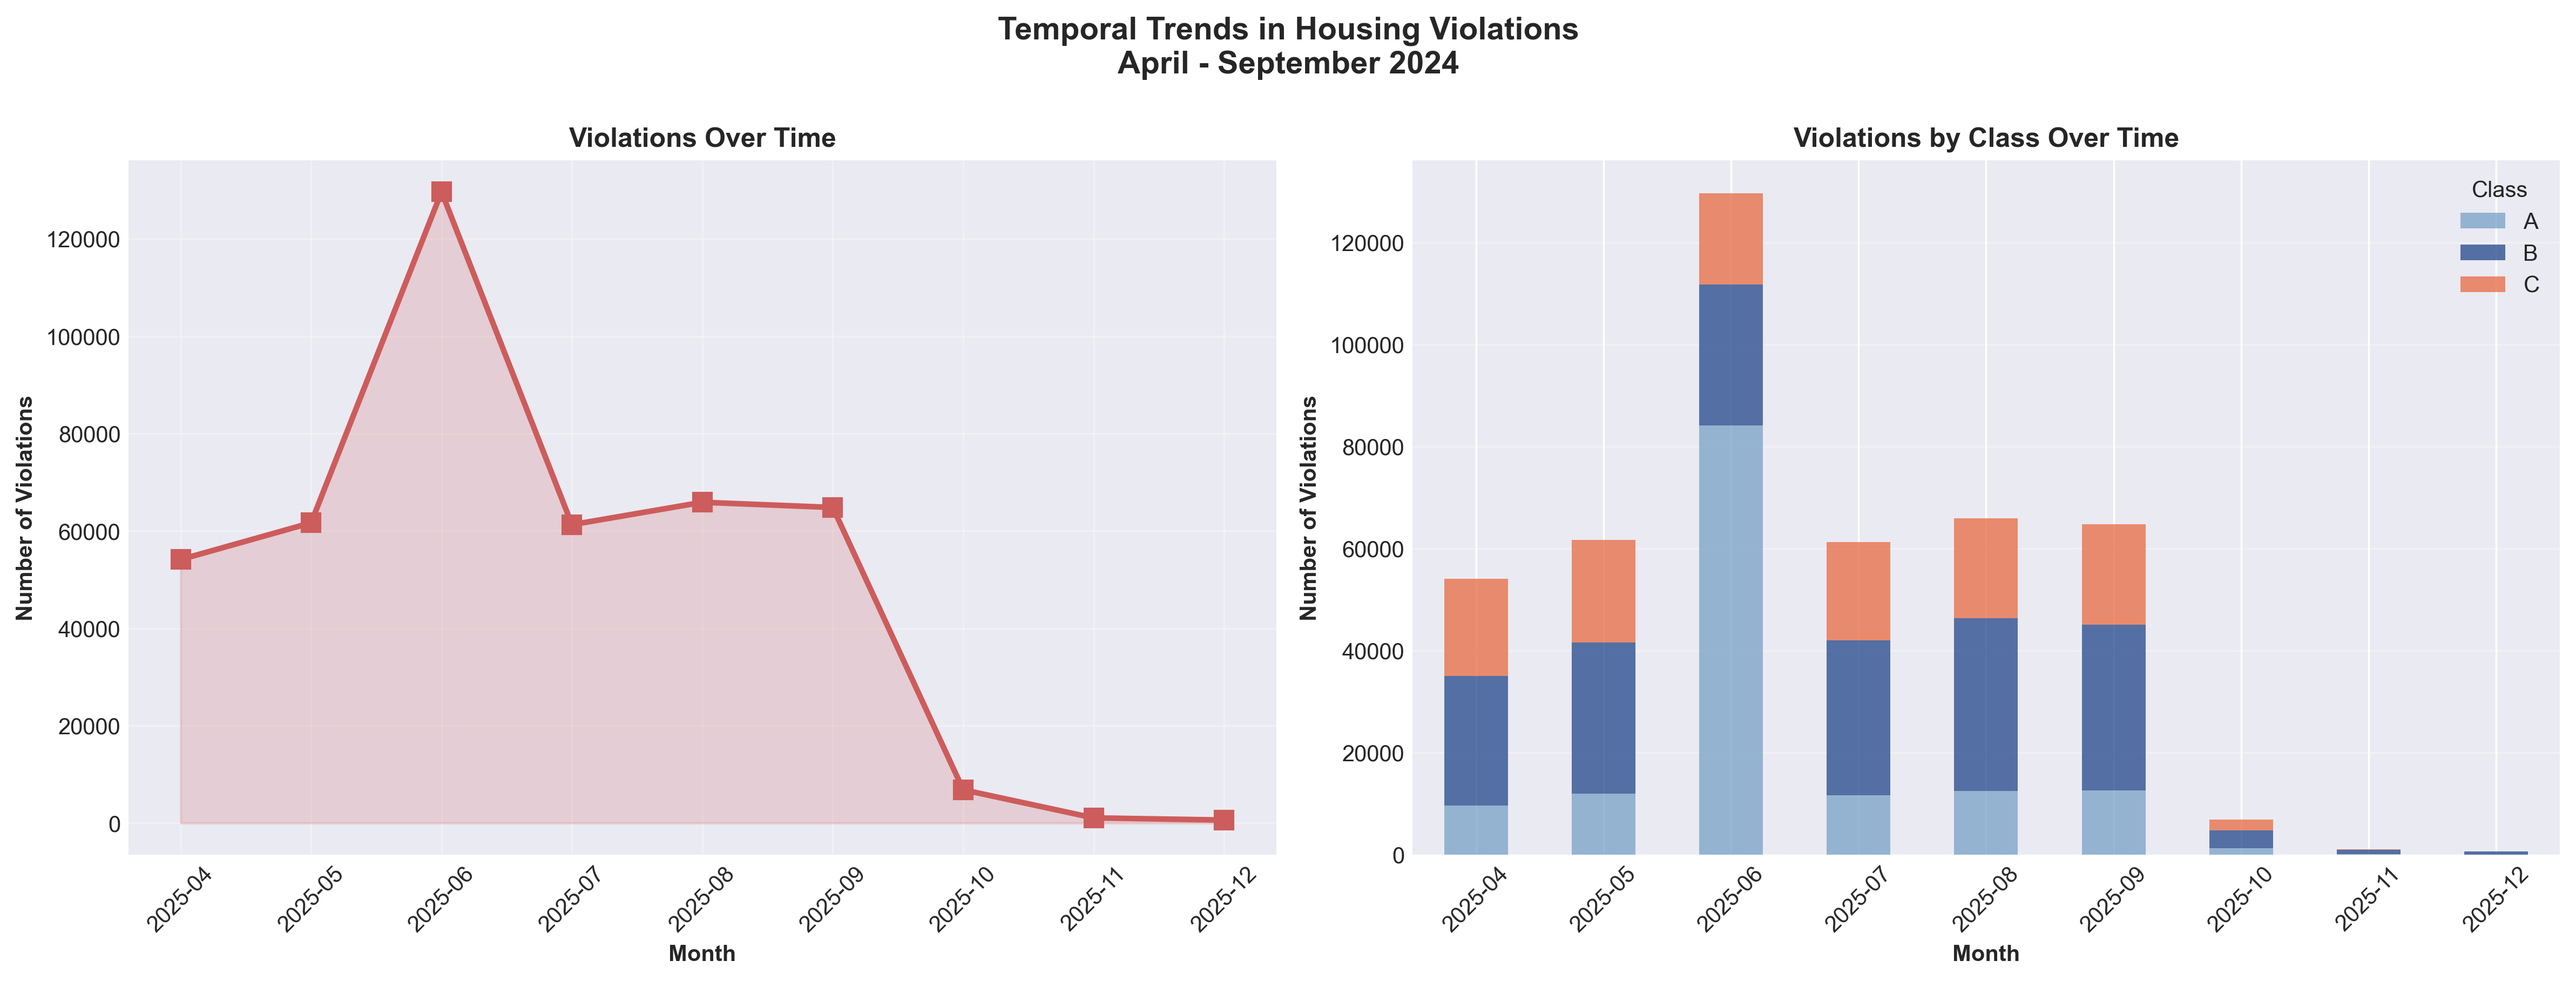 Temporal Trends in Housing Violations
April - September 2024
Violations Over Time
Number of Violations
120000
100000
80000
60000
40000
20000
0
2025-04
2025-05
2025-06
2025-07
2025-08
2025-09
2025-10
2025-11
2025-12
Month
Violations by Class Over Time
Number of Violations
120000
100000
80000
60000
40000
20000
0
Class
A
B
C
2025-04
2025-05
2025-06
2025-07
2025-08
2025-09
2025-10
2025-11
2025-12
Month